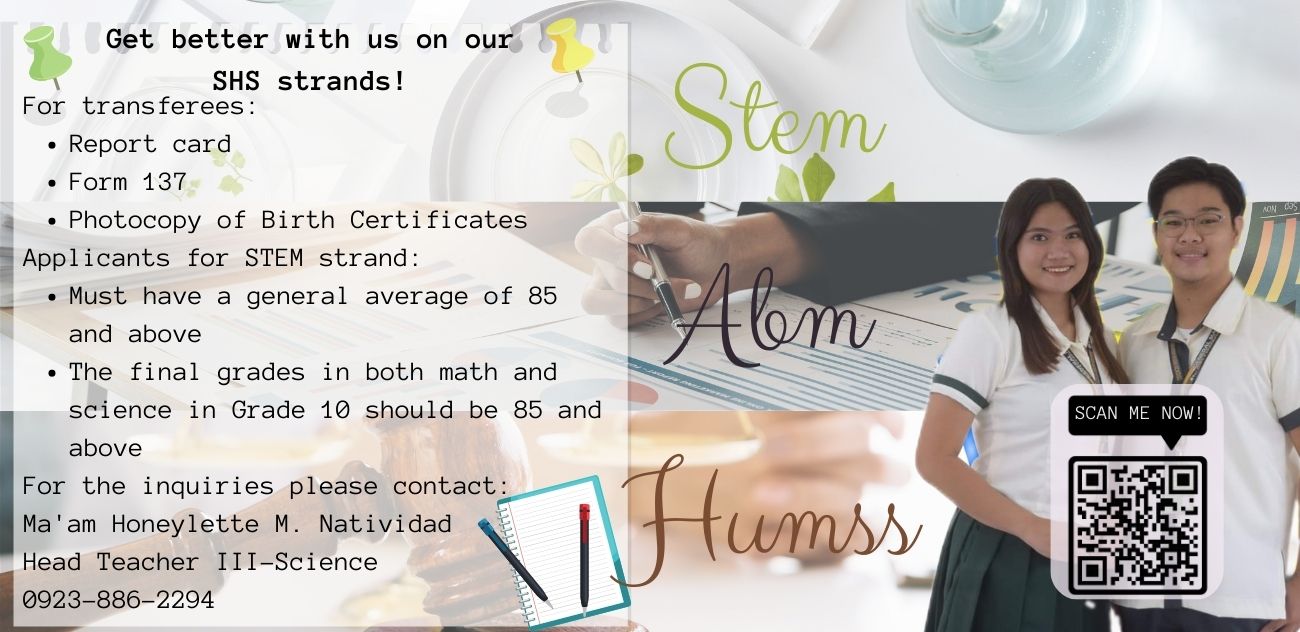 Get better with us on our
SHS strands!
For transferees:
• Report card
• Form 137
• Photocopy of Birth Certificates
Applicants for STEM strand:
• Must have a general average of 85
and above
• The final grades in both math and
science in Grade 10 should be 85 and
above
For the inquiries please contact:
Ma'am Honeylette M. Natividad
Head Teacher III-Science
0923-886-2294
Stem
Abm
Humss
SCAN ME NOW!
Sep
Nov